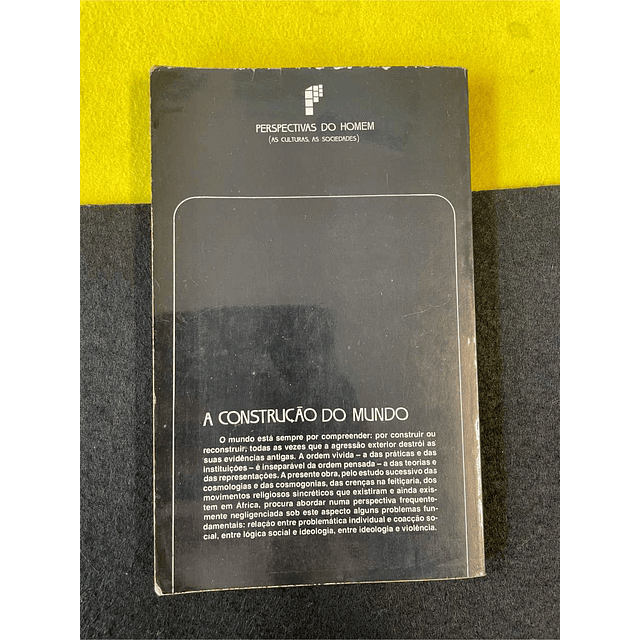 PERSPECTIVAS DO HOMEM
(AS CULTURAS, AS SOCIEDADES)
A CONSTRUÇÃO DO MUNDO
O mundo está sempre por compreender: por construir ou
reconstruir; todas as vezes que a agressão exterior destrói as
suas evidências antigas. A ordem vivida – a das práticas e das
instituições – é inseparável da ordem pensada – a das teorias e
das representações. A presente obra, pelo estudo sucessivo das
cosmologias e das cosmogonias, das crenças na feitiçaria, dos
movimentos religiosos sincréticos que existiram e ainda exis-
tem em África, procura abordar numa perspectiva frequente-
mente negligenciada sob este aspecto alguns problemas fun-
damentais: relação entre problemática individual e coacção so-
cial, entre lógica social e ideologia, entre ideologia e violência.